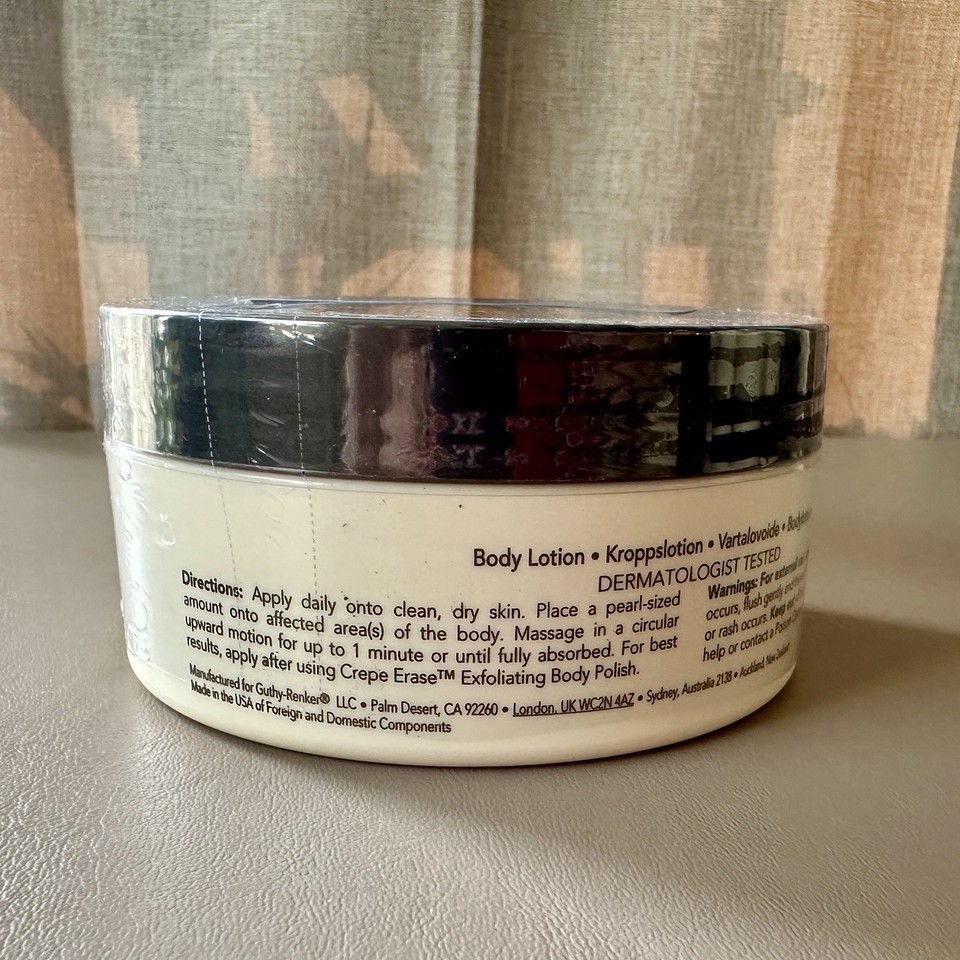 Body Lotion • Kroppslotion • Vartalovoide •
DERMATOLOGIST TESTED
Directions: Apply daily onto clean, dry skin. Place a pearl-sized
amount onto affected area(s) of the body. Massage in a circular
upward motion for up to 1 minute or until fully absorbed. For best
results, apply after using Crepe Erase™ Exfoliating Body Polish.
Warnings: For external
occurs, flush gently
or rash occurs. Keep
help or contact a Poison
Manufactured for Guthy-Renker® LLC • Palm Desert, CA 92260 • London, UK WC2N 4AZ • Sydney, Australia 2138 • Auckland, New Zealand
Made in the USA of Foreign and Domestic Components